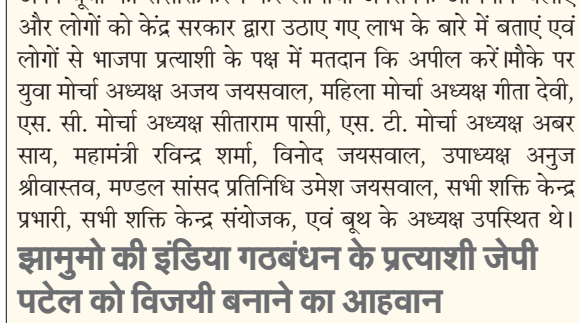 और लोगों को केंद्र सरकार द्वारा उठाए गए लाभ के बारे में बताएं एवं
लोगों से भाजपा प्रत्याशी के पक्ष में मतदान कि अपील करें।मौके पर
युवा मोर्चा अध्यक्ष अजय जयसवाल, महिला मोर्चा अध्यक्ष गीता देवी,
एस. सी. मोर्चा अध्यक्ष सीताराम पासी, एस. टी. मोर्चा अध्यक्ष अबर
साय, महामंत्री रविन्द्र शर्मा, विनोद जयसवाल, उपाध्यक्ष अनुज
श्रीवास्तव, मण्डल सांसद प्रतिनिधि उमेश जयसवाल, सभी शक्ति केन्द्र
प्रभारी, सभी शक्ति केन्द्र संयोजक, एवं बूथ के अध्यक्ष उपस्थित थे।
झामुमो की इंडिया गठबंधन के प्रत्याशी जेपी
पटेल को विजयी बनाने का आहवान